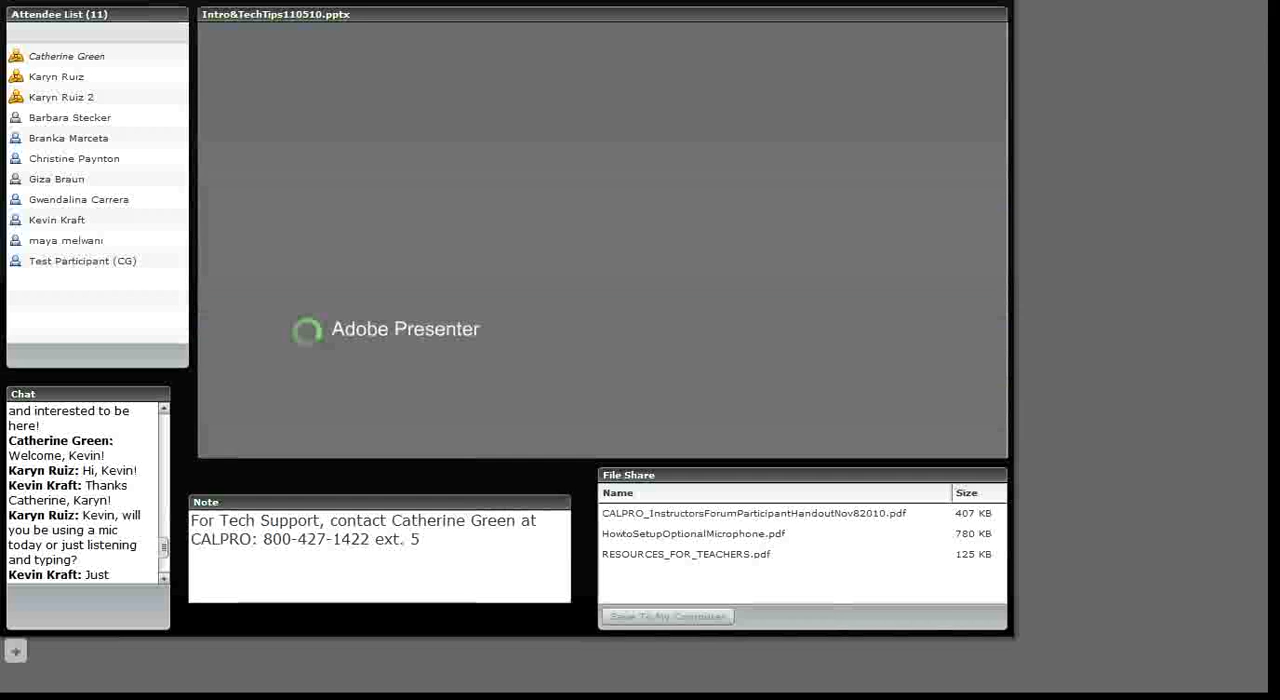 Attendee List (11)
Catherine Green
Karyn Ruiz
Karyn Ruiz 2
Barbara Stecker
Branka Marceta
Christine Paynton
Giza Braun
Gwendalina Carrera
Kevin Kraft
maya melwani
Test Participant (CG)
Intro&TechTips110510.pptx
Adobe Presenter
Chat
and interested to be
here!
Catherine Green:
Welcome, Kevin!
Karyn Ruiz: Hi, Kevin!
Kevin Kraft: Thanks
Catherine, Karyn!
Karyn Ruiz: Kevin, will
you be using a mic
today or just listening
and typing?
Kevin Kraft: Just
Note
For Tech Support, contact Catherine Green at
CALPRO: 800-427-1422 ext. 5
File Share
Name Size
CALPRO_InstructorsForumParticipantHandoutNov82010.pdf 407 KB
HowtoSetupOptionalMicrophone.pdf 780 KB
RESOURCES_FOR_TEACHERS.pdf 125 KB
Save To My Computer